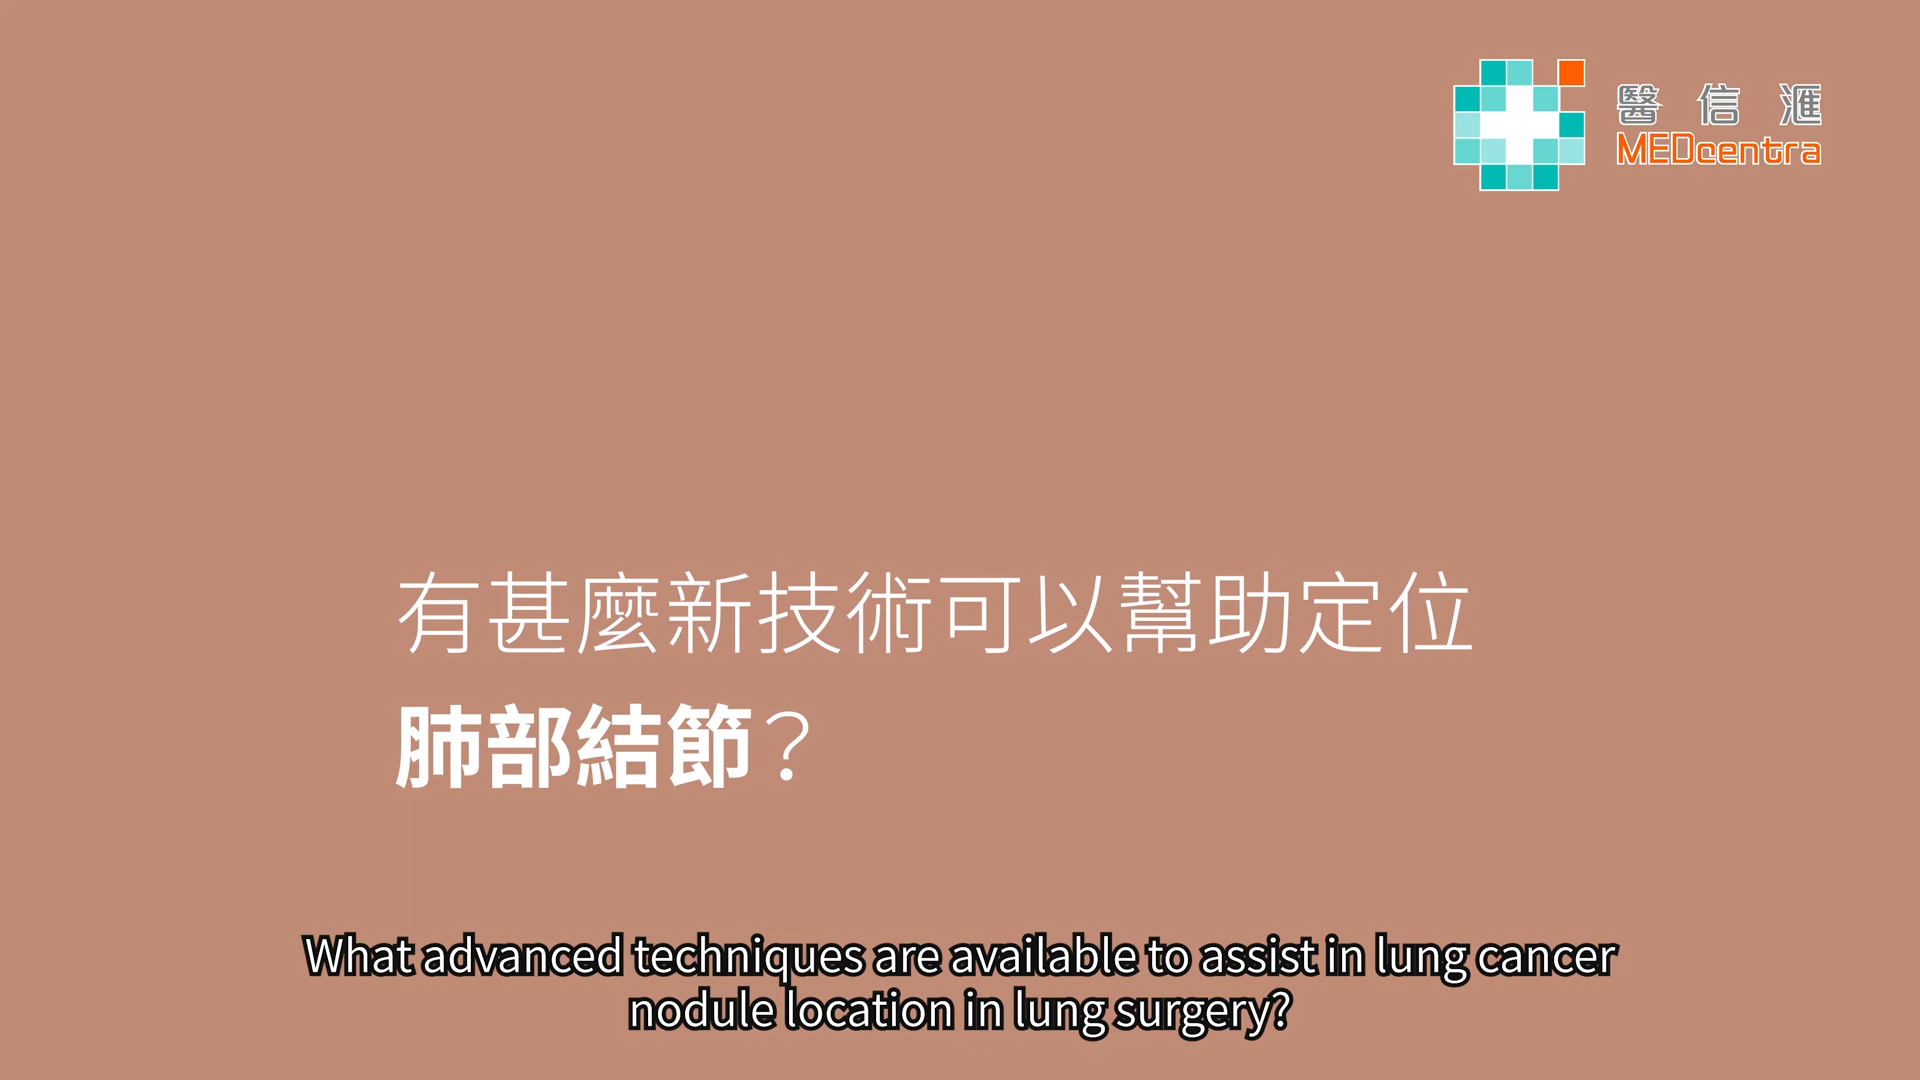 醫信滙
MEDcentra
有甚麼新技術可以幫助定位
肺部結節？
What advanced techniques are available to assist in lung cancer
nodule location in lung surgery?